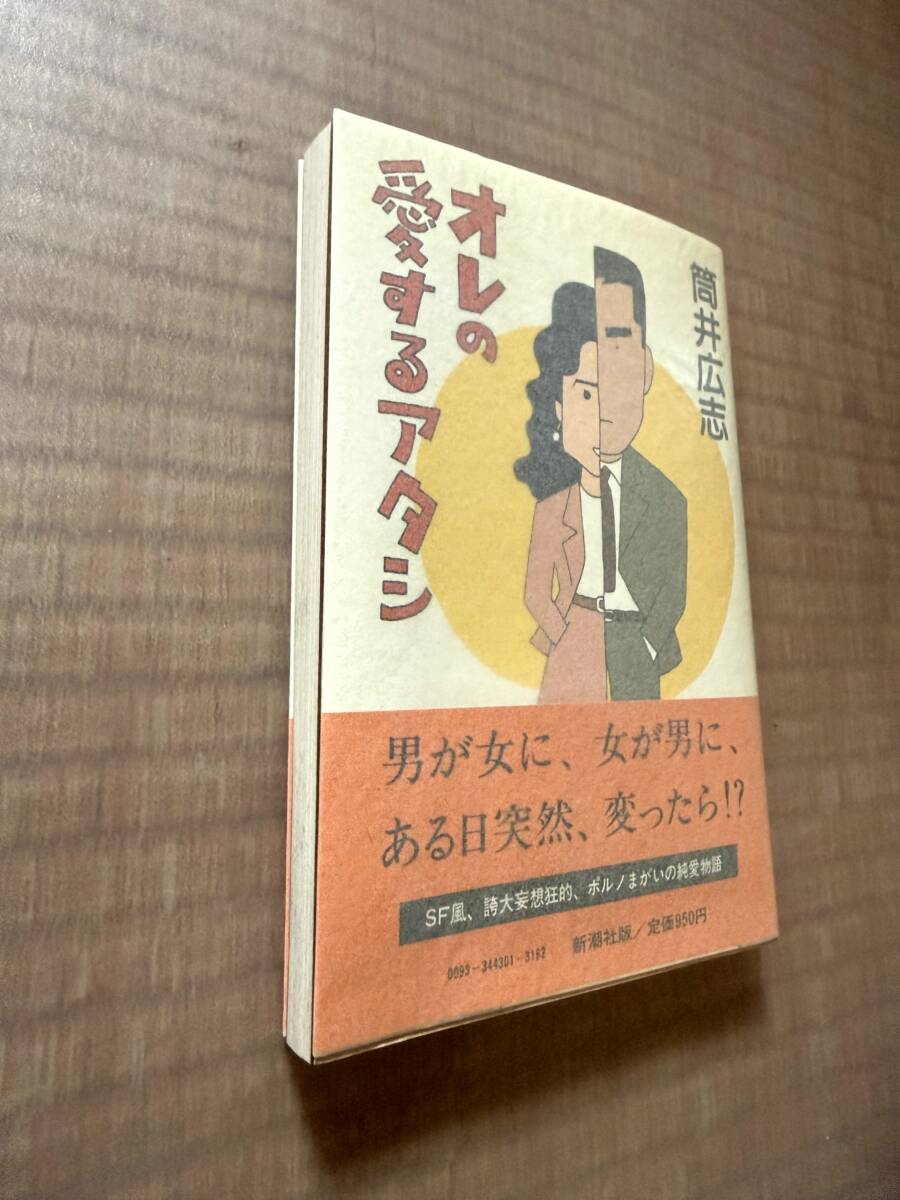 オレの
愛するアタシ
筒井広志
男が女に、女が男に、
ある日突然、変ったら!?
SF風、誇大妄想狂的、ポルノまがいの純愛物語
0093-344301-3162
新潮社版/定価950円